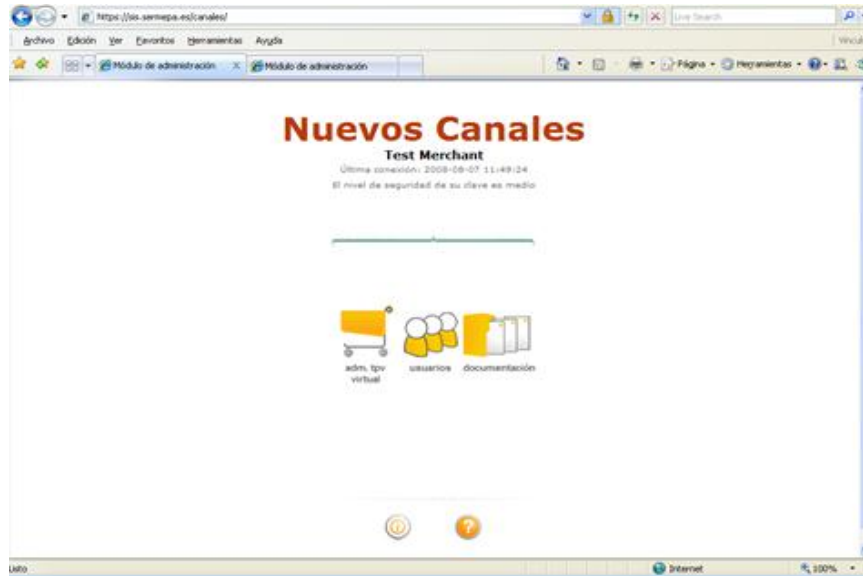 https://sis.sermepa.es/canales/
Live Search
Archivo Edición Ver Favoritos Herramientas Ayuda
Módulo de administración Módulo de administración
Página Herramientas
Nuevos Canales
Test Merchant
Última conexión: 2008-08-07 11:49:24
El nivel de seguridad de su clave es medio
adm. tpv
virtual
usuarios
documentación
?
Listo Internet 100%